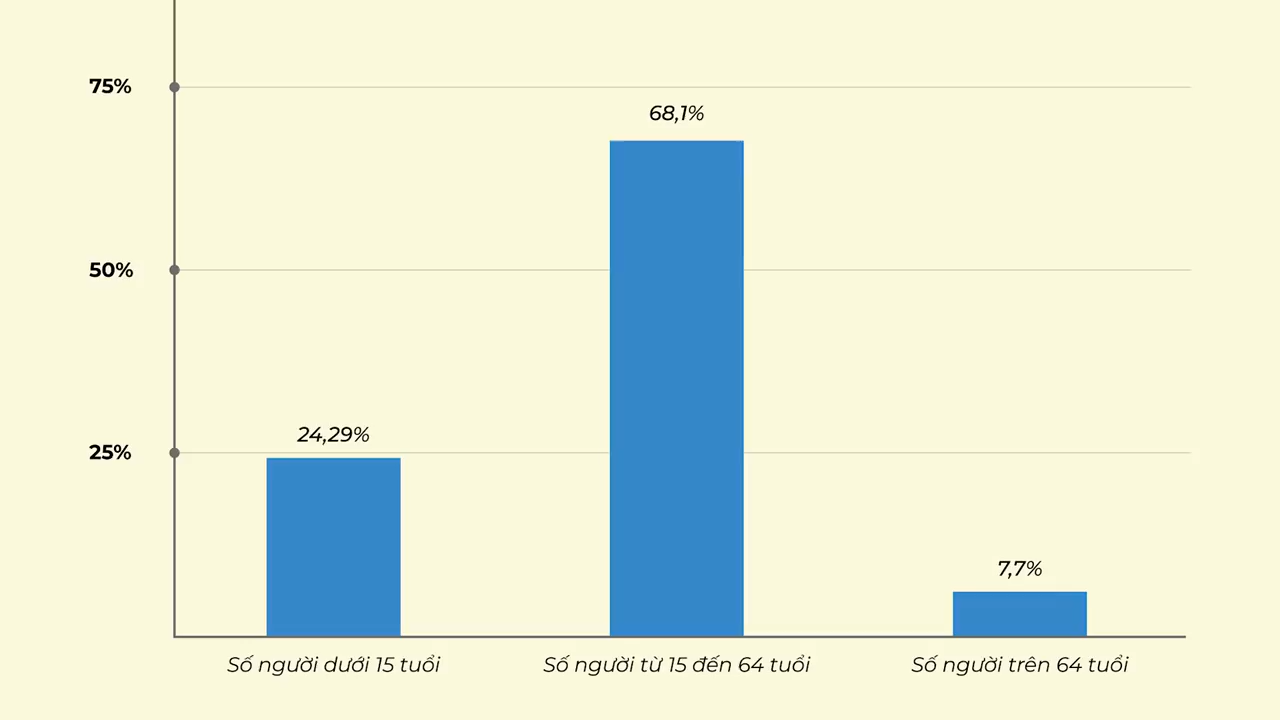 75%
68,1%
50%
24,29%
25%
7,7%
Số người dưới 15 tuổi
Số người từ 15 đến 64 tuổi
Số người trên 64 tuổi